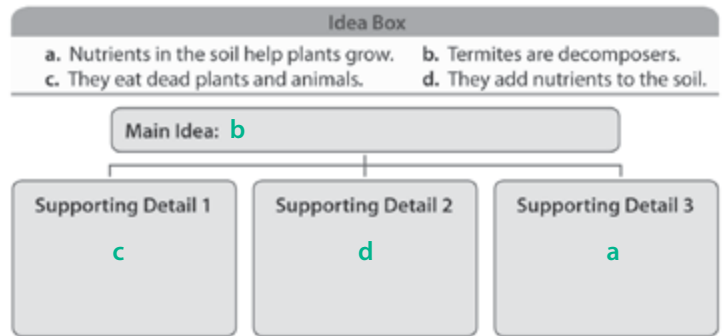 Idea Box
a. Nutrients in the soil help plants grow. b. Termites are decomposers.
c. They eat dead plants and animals. d. They add nutrients to the soil.
Main Idea: b
Supporting Detail 1 Supporting Detail 2 Supporting Detail 3
c d a